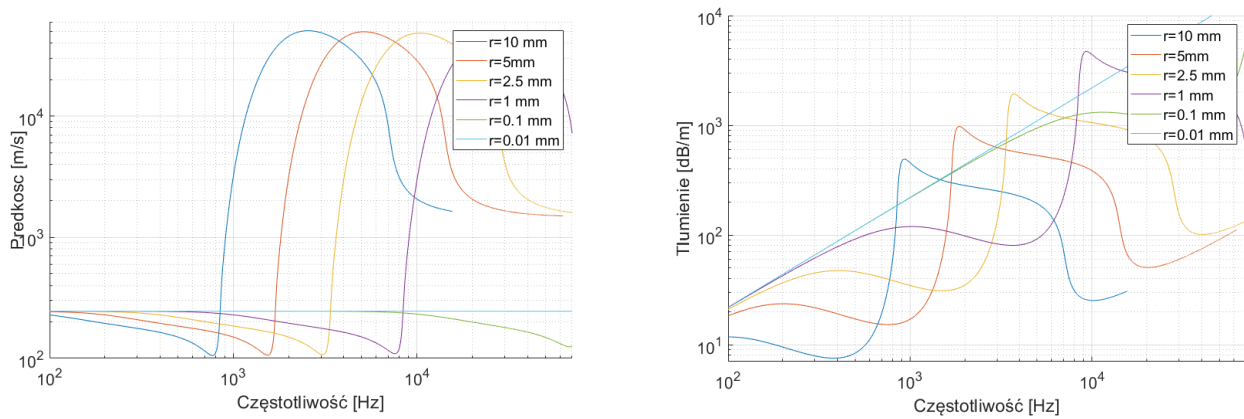 Predkosc [m/s]
10^4
10^3
10^2
r=10 mm
r=5mm
r=2.5 mm
r=1 mm
r=0.1 mm
r=0.01 mm
10^2
10^3
10^4
Częstotliwość [Hz]
Tlumienie [dB/m]
10^4
10^3
10^2
10^1
r=10 mm
r=5mm
r=2.5 mm
r=1 mm
r=0.1 mm
r=0.01 mm
10^2
10^3
10^4
Częstotliwość [Hz]